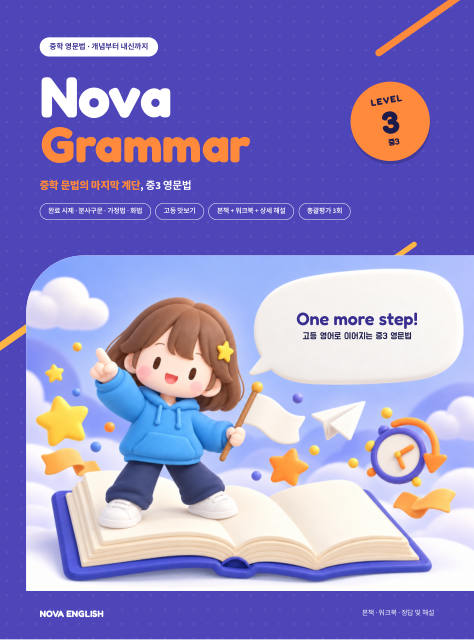 중학 영문법 · 개념부터 내신까지
Nova
Grammar
LEVEL
3
중3
중학 문법의 마지막 계단, 중3 영문법
완료 시제 · 분사구문 · 가정법 · 화법
고등 맛보기
본책 + 워크북 + 상세 해설
총괄평가 3회
One more step!
고등 영어로 이어지는 중3 영문법
NOVA ENGLISH
본책 · 워크북 · 정답 및 해설